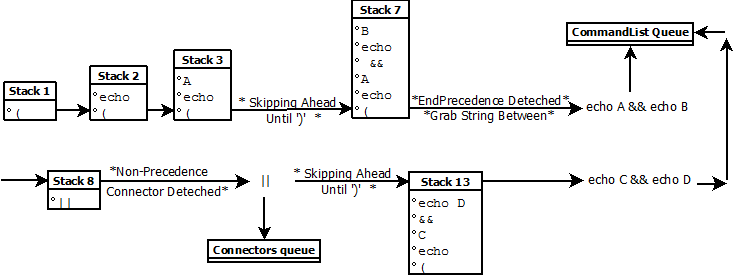 Stack 1
(
Stack 2
echo
(
Stack 3
A
echo
(
* Skipping Ahead
Until ')' *
Stack 7
B
echo
&&
A
echo
(
*EndPrecedence Deteched*
*Grab String Between*
echo A && echo B
CommandList Queue
Stack 8
||
*Non-Precedence
Connector Deteched*
||
Connectors queue
* Skipping Ahead
Until ')' *
Stack 13
echo D
&&
C
echo
(
echo C && echo D